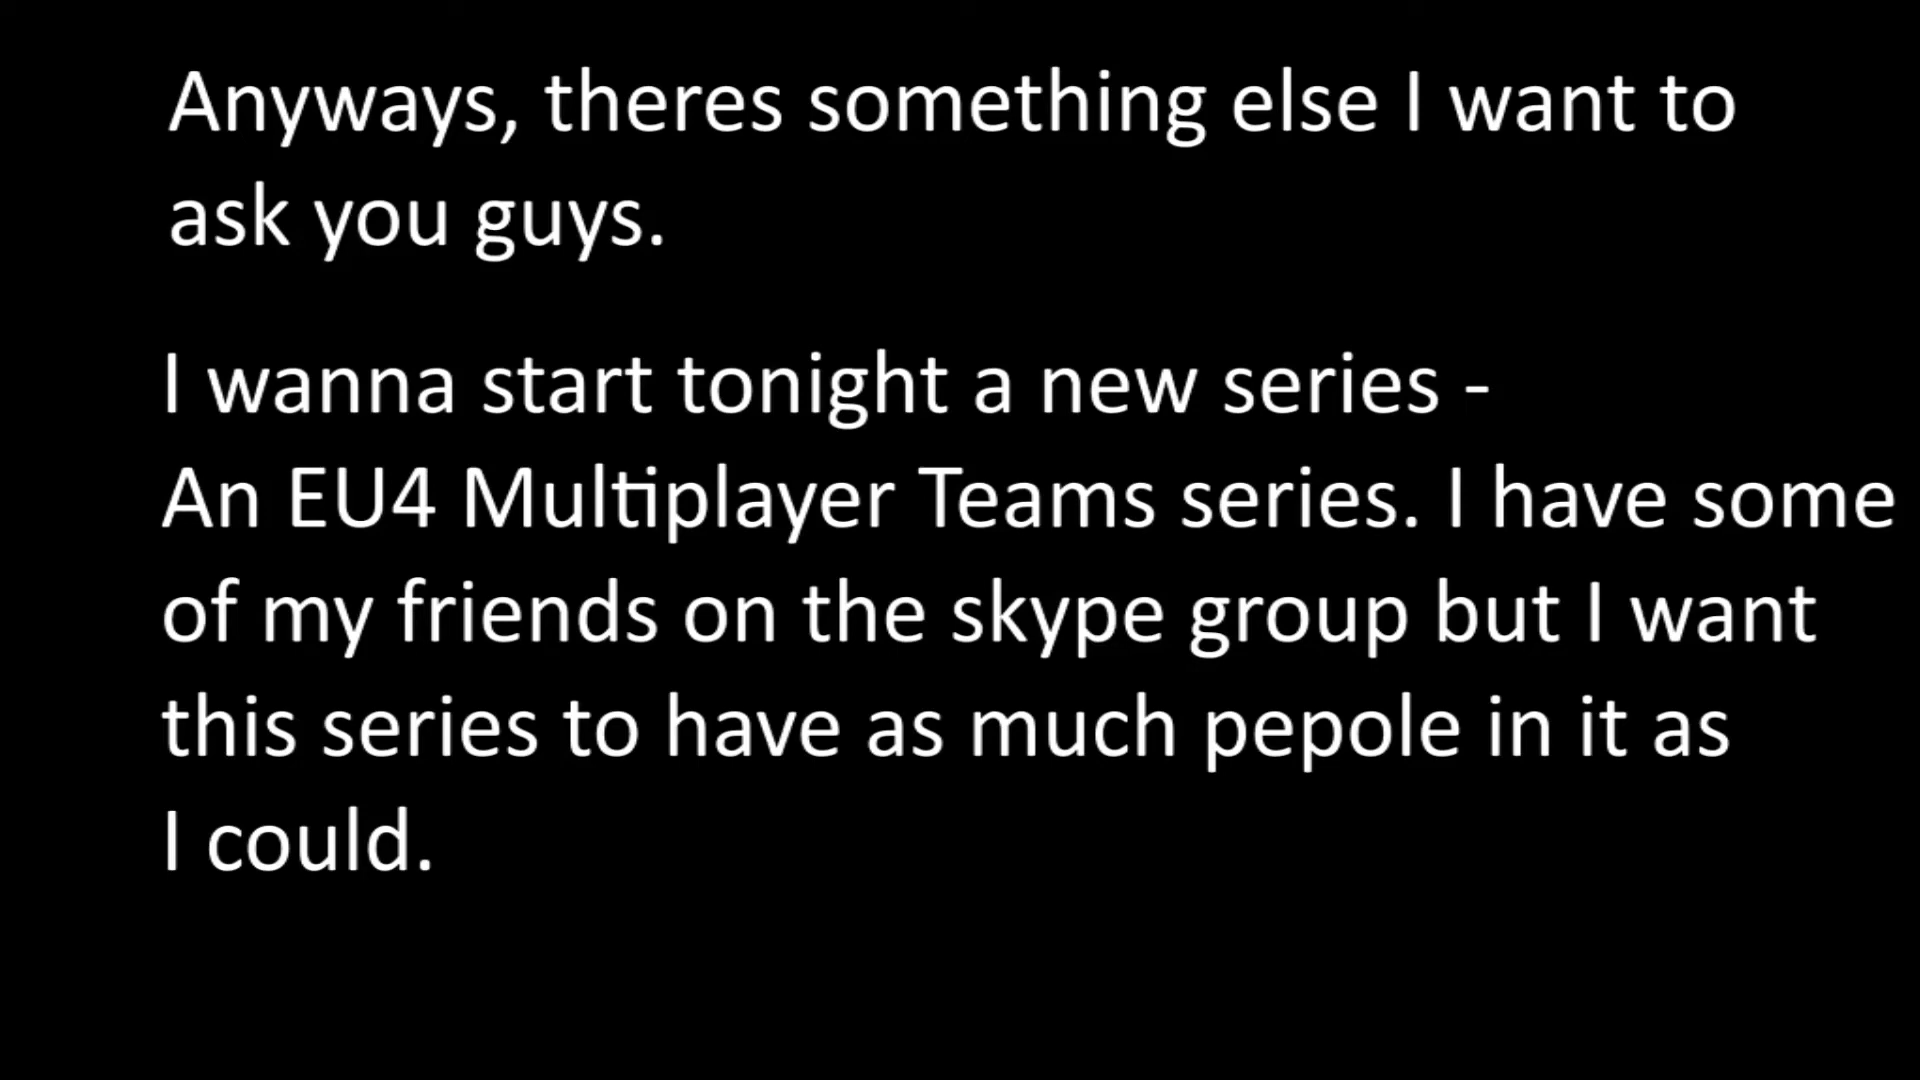 Anyways, theres something else I want to
ask you guys.
I wanna start tonight a new series -
An EU4 Multiplayer Teams series. I have some
of my friends on the skype group but I want
this series to have as much pepole in it as
I could.